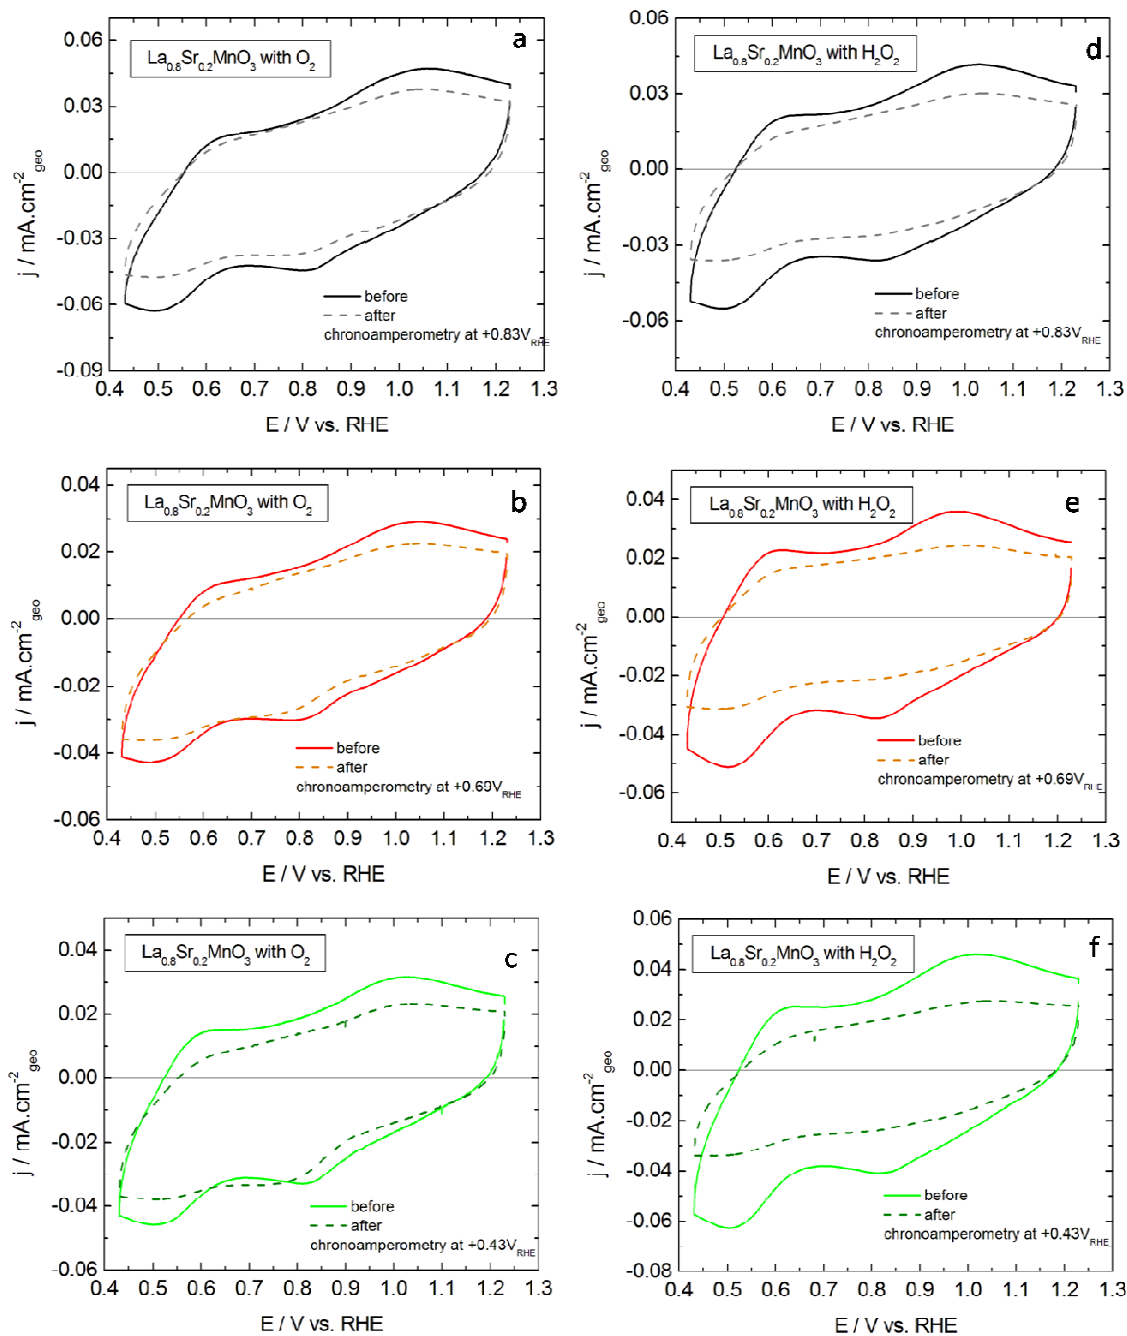 a
La0.8Sr0.2MnO3 with O2
0.06
0.03
0.00
-0.03
-0.06
-0.09
j / mA.cm-2geo
before
after
chronoamperometry at +0.83VRHE
0.4 0.5 0.6 0.7 0.8 0.9 1.0 1.1 1.2 1.3
E / V vs. RHE
d
La0.8Sr0.2MnO3 with H2O2
0.06
0.03
0.00
-0.03
-0.06
j / mA.cm-2geo
before
after
chronoamperometry at +0.83VRHE
0.4 0.5 0.6 0.7 0.8 0.9 1.0 1.1 1.2 1.3
E / V vs. RHE
b
La0.8Sr0.2MnO3 with O2
0.04
0.02
0.00
-0.02
-0.04
-0.06
j / mA.cm-2geo
before
after
chronoamperometry at +0.69VRHE
0.4 0.5 0.6 0.7 0.8 0.9 1.0 1.1 1.2 1.3
E / V vs. RHE
e
La0.8Sr0.2MnO3 with H2O2
0.04
0.02
0.00
-0.02
-0.04
-0.06
j / mA.cm-2geo
before
after
chronoamperometry at +0.69VRHE
0.4 0.5 0.6 0.7 0.8 0.9 1.0 1.1 1.2 1.3
E / V vs. RHE
c
La0.8Sr0.2MnO3 with O2
0.04
0.02
0.00
-0.02
-0.04
-0.06
j / mA.cm-2geo
before
after
chronoamperometry at +0.43VRHE
0.4 0.5 0.6 0.7 0.8 0.9 1.0 1.1 1.2 1.3
E / V vs. RHE
f
La0.8Sr0.2MnO3 with H2O2
0.06
0.04
0.02
0.00
-0.02
-0.04
-0.06
-0.08
j / mA.cm-2geo
before
after
chronoamperometry at +0.43VRHE
0.4 0.5 0.6 0.7 0.8 0.9 1.0 1.1 1.2 1.3
E / V vs. RHE